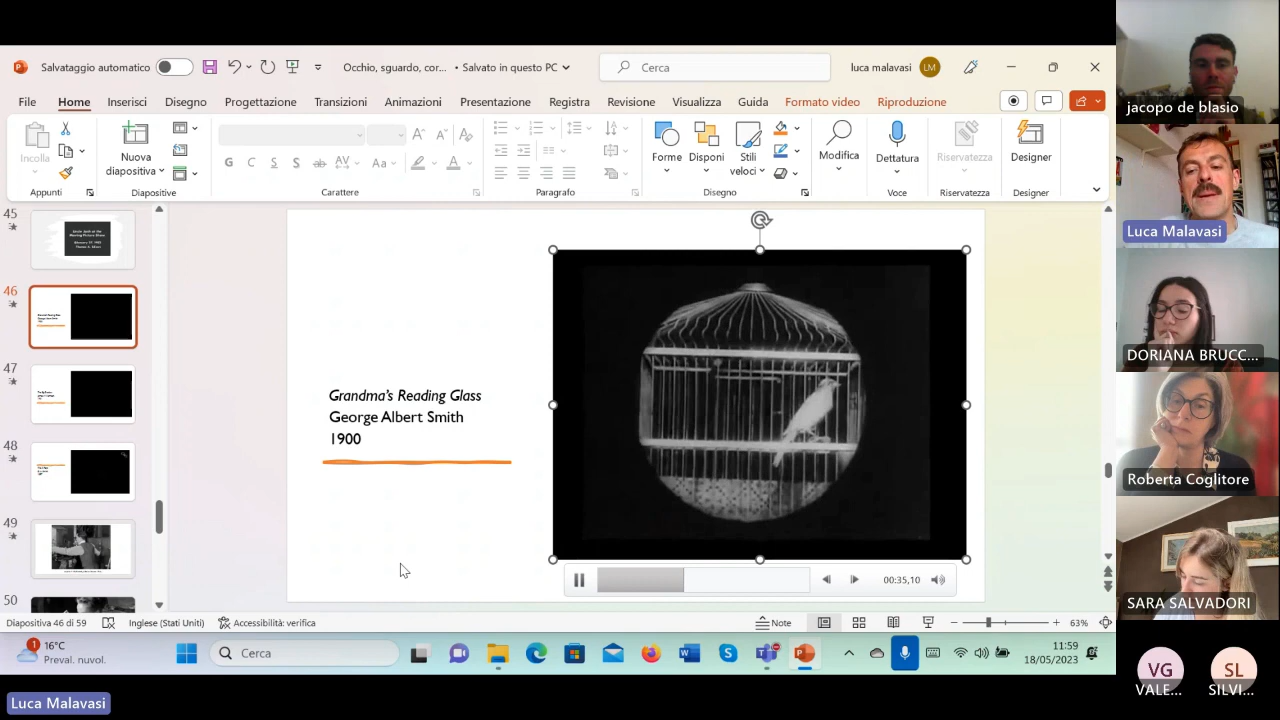 Salvataggio automatico
Occhio, sguardo, cor... • Salvato in questo PC
Cerca
luca malavasi
LM
File
Home
Inserisci
Disegno
Progettazione
Transizioni
Animazioni
Presentazione
Registra
Revisione
Visualizza
Guida
Formato video
Riproduzione
Incolla
Nuova
diapositiva
G C S S ab AV Aa A
Forme
Disponi
Stili
veloci
Modifica
Dettatura
Riservatezza
Designer
Appunti
Diapositive
Carattere
Paragrafo
Disegno
Voce
Riservatezza
Designer
45
46
47
48
49
50
Grandma's Reading Glass
George Albert Smith
1900
00:35,10
Diapositiva 46 di 59
Inglese (Stati Uniti)
Accessibilità: verifica
Note
63%
1
16°C
Preval. nuvol
Cerca
11:59
18/05/2023
Luca Malavasi
jacopo de blasio
Luca Malavasi
DORIANA BRUCC...
Roberta Coglitore
SARA SALVADORI
VG
VALE...
SL
SILVI...